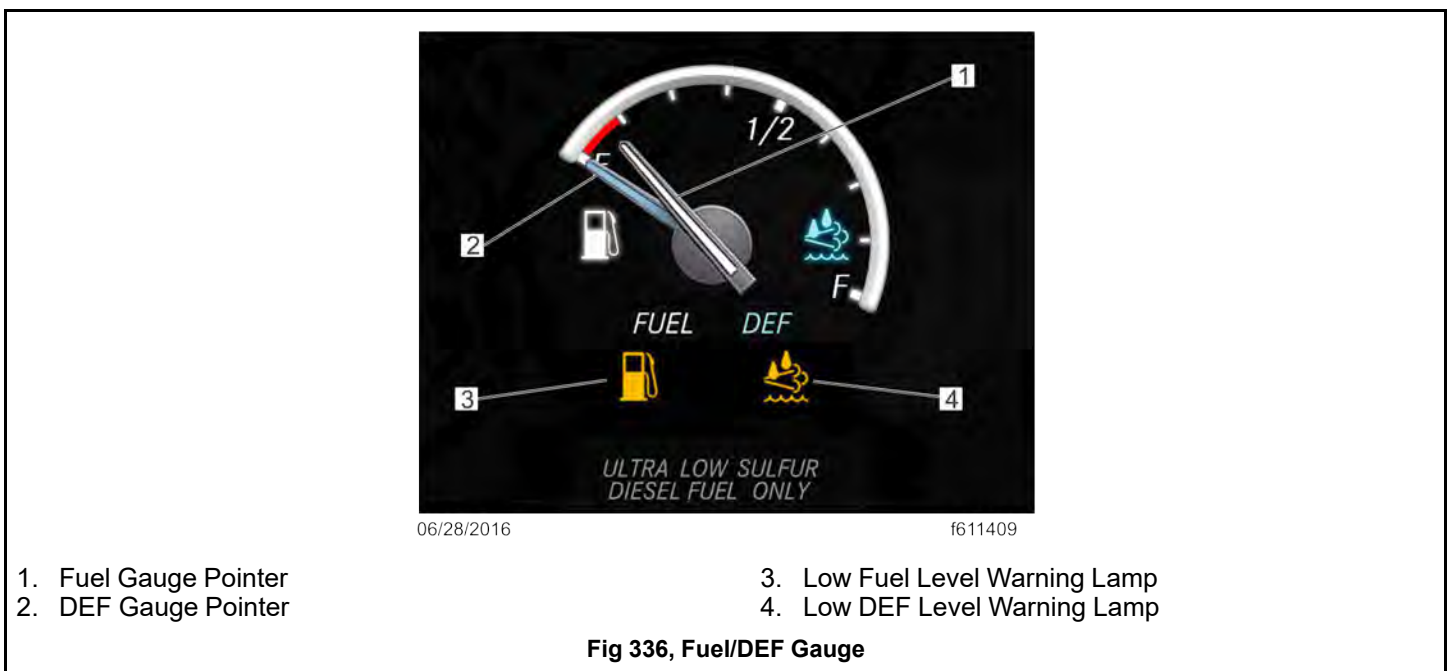 1
1/2
E
2
F
FUEL DEF
3
4
ULTRA LOW SULFUR
DIESEL FUEL ONLY
06/28/2016
f611409
1. Fuel Gauge Pointer
2. DEF Gauge Pointer
3. Low Fuel Level Warning Lamp
4. Low DEF Level Warning Lamp
Fig 336, Fuel/DEF Gauge